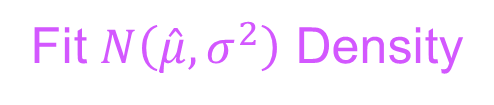 Fit 𝑁(𝜇̂, 𝜎²) Density